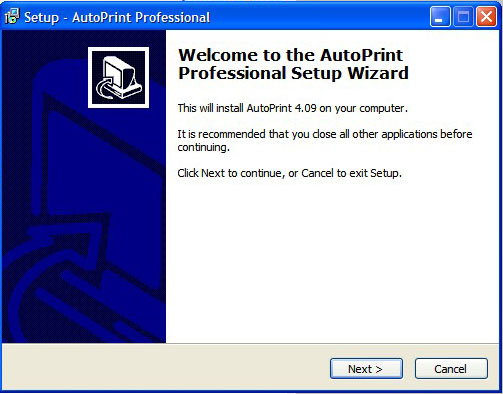 Setup - AutoPrint Professional
Welcome to the AutoPrint
Professional Setup Wizard
This will install AutoPrint 4.09 on your computer.
It is recommended that you close all other applications before
continuing.
Click Next to continue, or Cancel to exit Setup.
Next >
Cancel